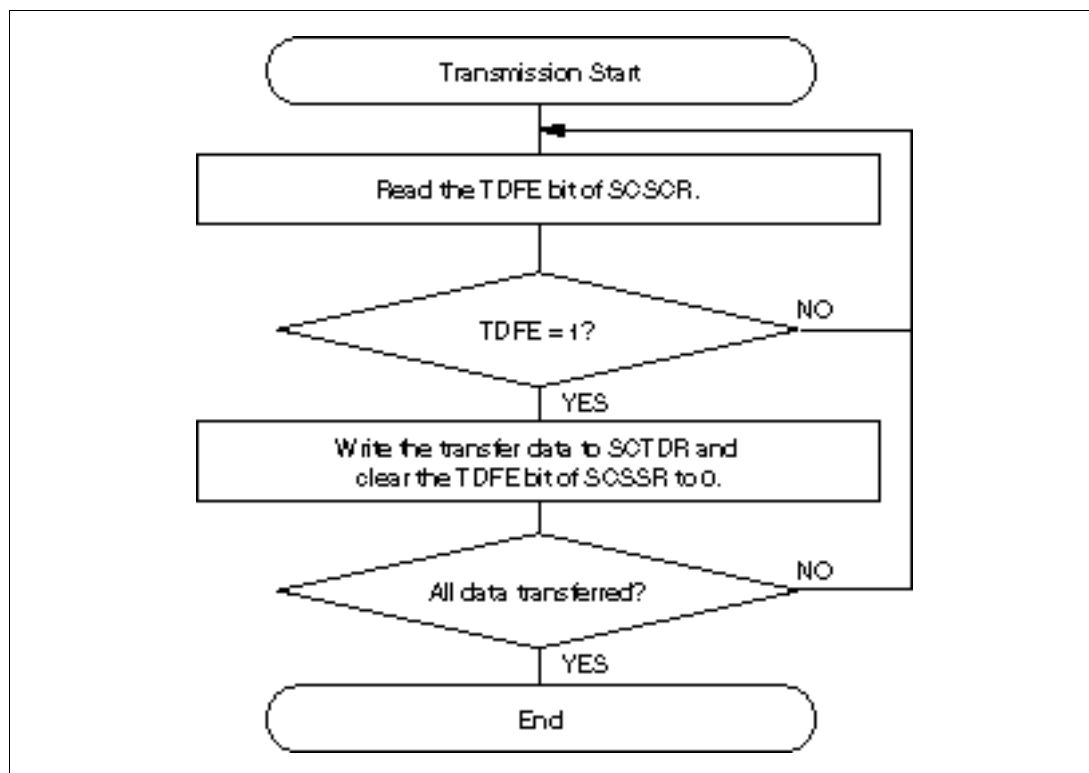 Transmission Start
Read the TDFE bit of SCSCR.
TDFE = 1?
NO
YES
Write the transfer data to SCTDR and
clear the TDFE bit of SCSSR to 0.
All data transferred?
NO
YES
End